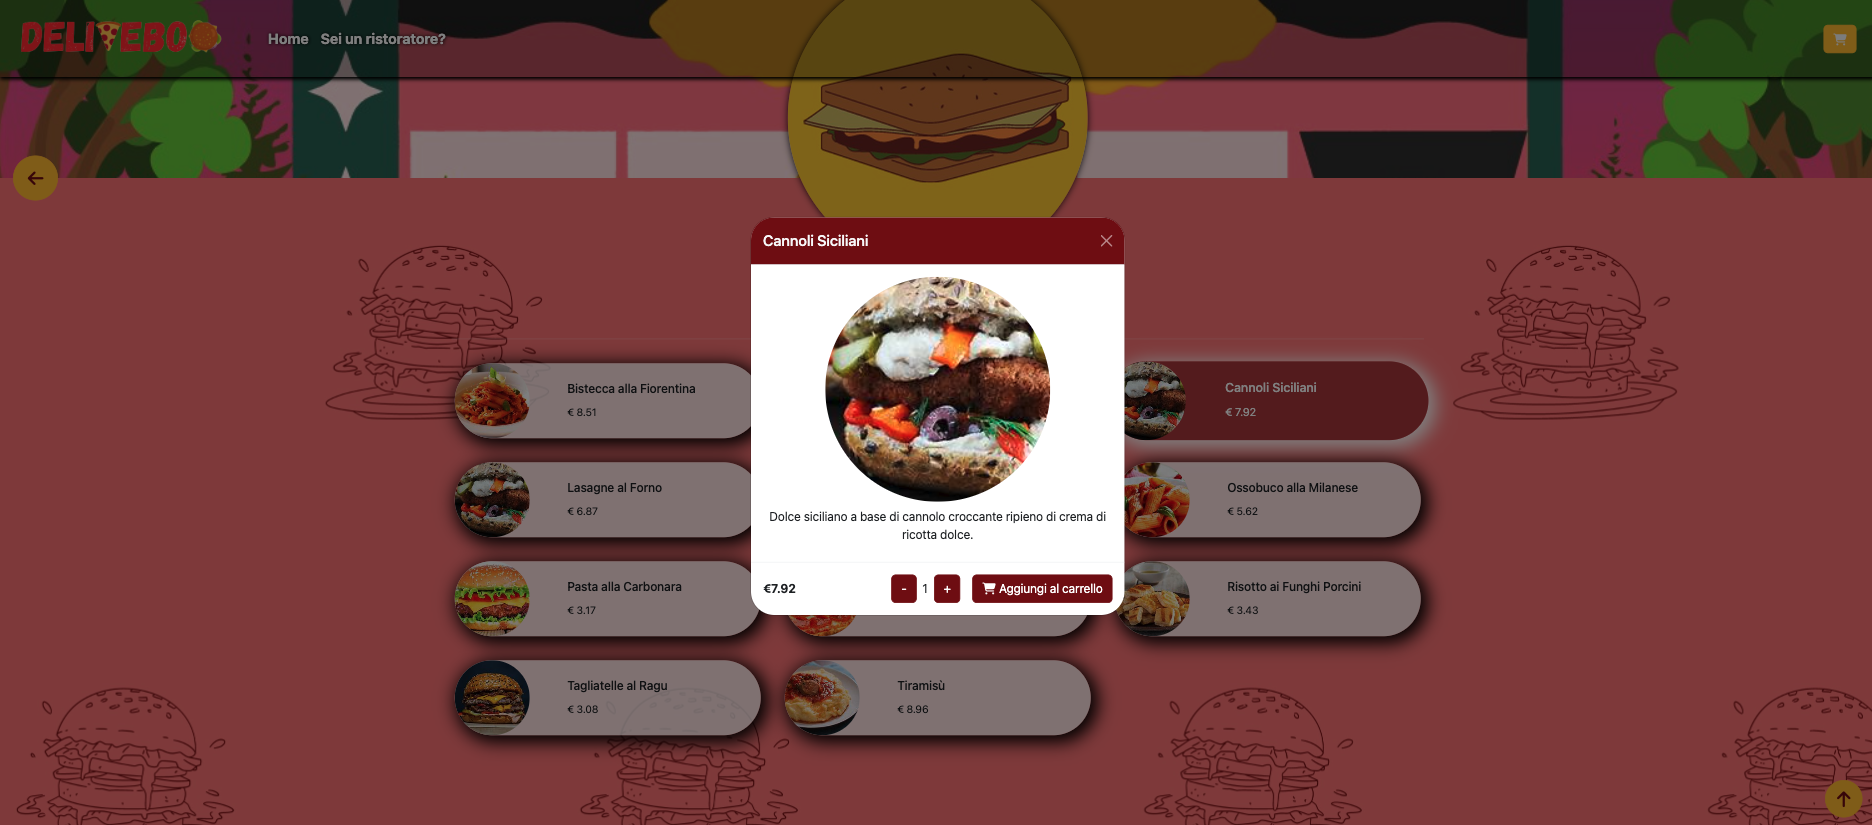 DELIVEBOO
Home Sei un ristoratore?
Cannoli Siciliani
Dolce siciliano a base di cannolo croccante ripieno di crema di
ricotta dolce.
€7.92 - 1 + Aggiungi al carrello
Bistecca alla Fiorentina
€ 8.51
Cannoli Siciliani
€ 7.92
Lasagne al Forno
€ 6.87
Ossobuco alla Milanese
€ 5.62
Pasta alla Carbonara
€ 3.17
Risotto ai Funghi Porcini
€ 3.43
Tagliatelle al Ragu
€ 3.08
Tiramisù
€ 8.96